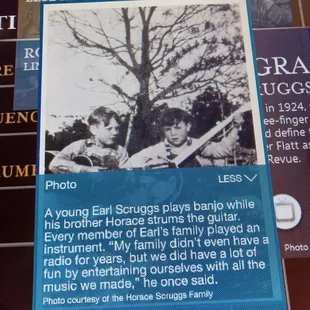 Photo
LESS
A young Earl Scruggs plays banjo while
his brother Horace strums the guitar.
Every member of Earl's family played an
instrument. "My family didn't even have a
radio for years, but we did have a lot of
fun by entertaining ourselves with all the
music we made," he once said.
Photo courtesy of the Horace Scruggs Family
in 1924,
ee-finger
d define
Flatt as
Revue.
Photo